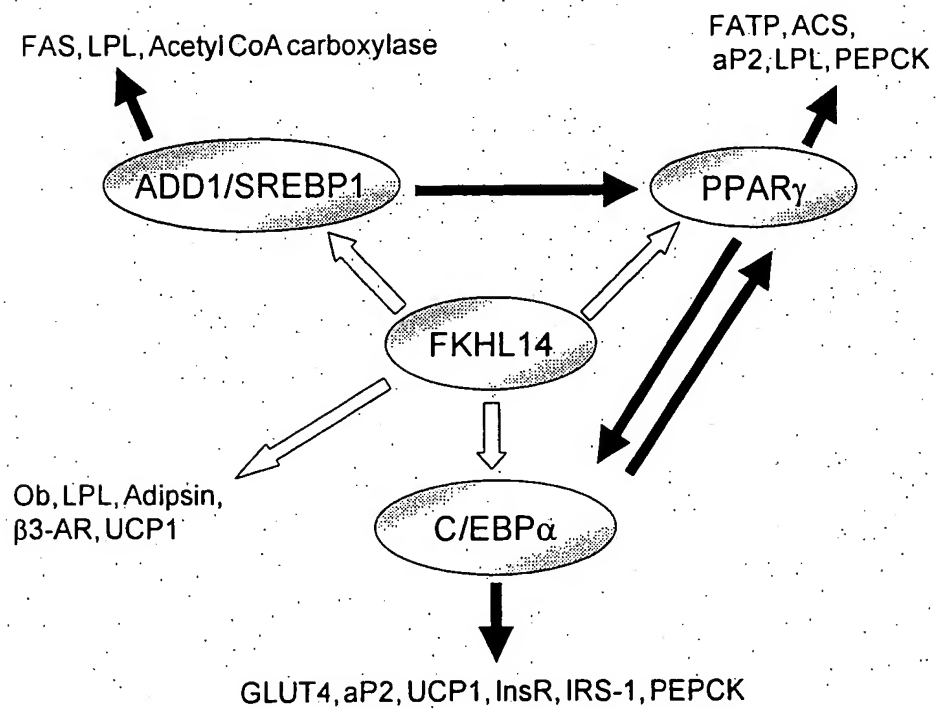 FAS, LPL, Acetyl CoA carboxylase
FATP, ACS,
aP2, LPL, PEPCK
ADD1/SREBP1
PPARγ
FKHL14
Ob, LPL, Adipsin,
β3-AR, UCP1
C/EBPα
GLUT4, aP2, UCP1, InsR, IRS-1, PEPCK